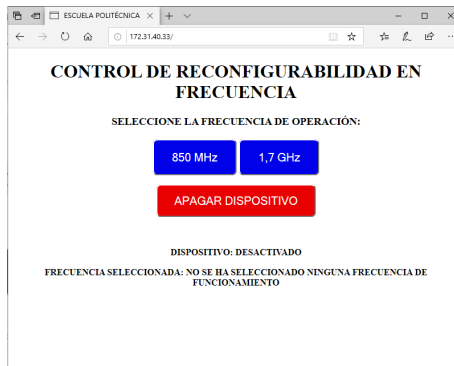 ESCUELA POLITÉCNICA
172.31.40.33/
CONTROL DE RECONFIGURABILIDAD EN
FRECUENCIA
SELECCIONE LA FRECUENCIA DE OPERACIÓN:
850 MHz 1,7 GHz
APAGAR DISPOSITIVO
DISPOSITIVO: DESACTIVADO
FRECUENCIA SELECCIONADA: NO SE HA SELECCIONADO NINGUNA FRECUENCIA DE
FUNCIONAMIENTO